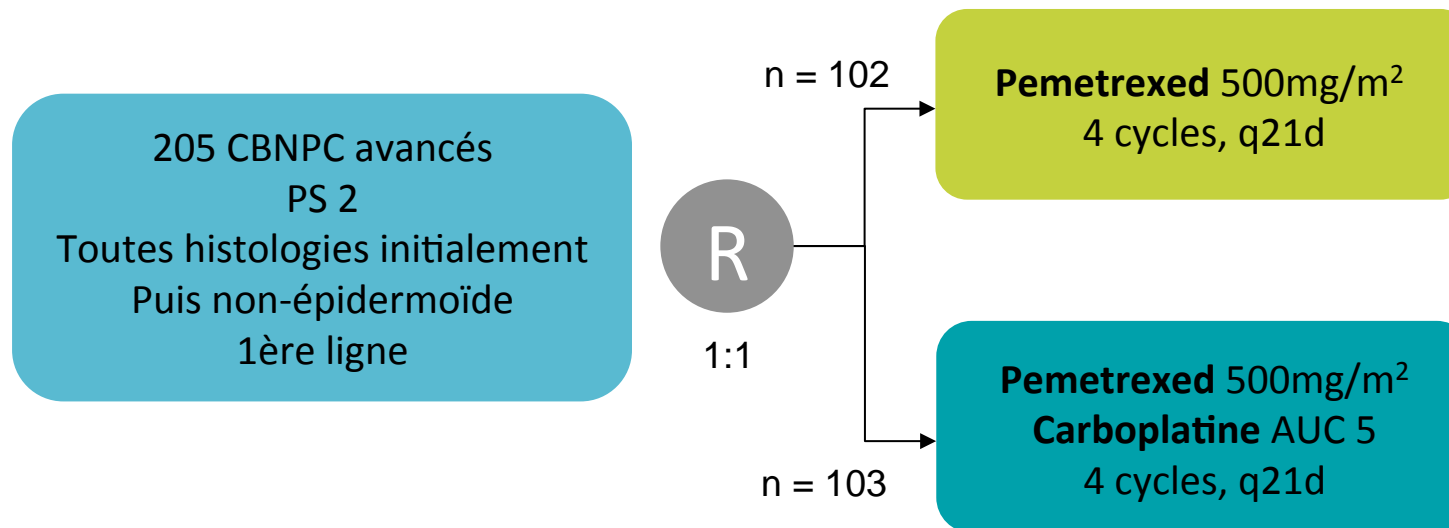 205 CBNPC avancés
PS 2
Toutes histologies initialement
Puis non-épidermoïde
1ère ligne
R
1:1
n = 102
Pemetrexed 500mg/m²
4 cycles, q21d
n = 103
Pemetrexed 500mg/m²
Carboplatine AUC 5
4 cycles, q21d